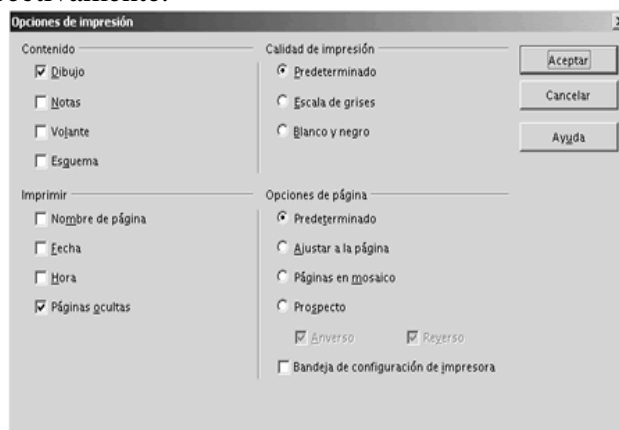 Opciones de impresión
Contenido
Dibujo
Notas
Volante
Esquema
Calidad de impresión
Predeterminado
Escala de grises
Blanco y negro
Aceptar
Cancelar
Ayuda
Imprimir
Nombre de página
Fecha
Hora
Páginas ocultas
Opciones de página
Predeterminado
Ajustar a la página
Páginas en mosaico
Prospecto
Anverso Reverso
Bandeja de configuración de impresora